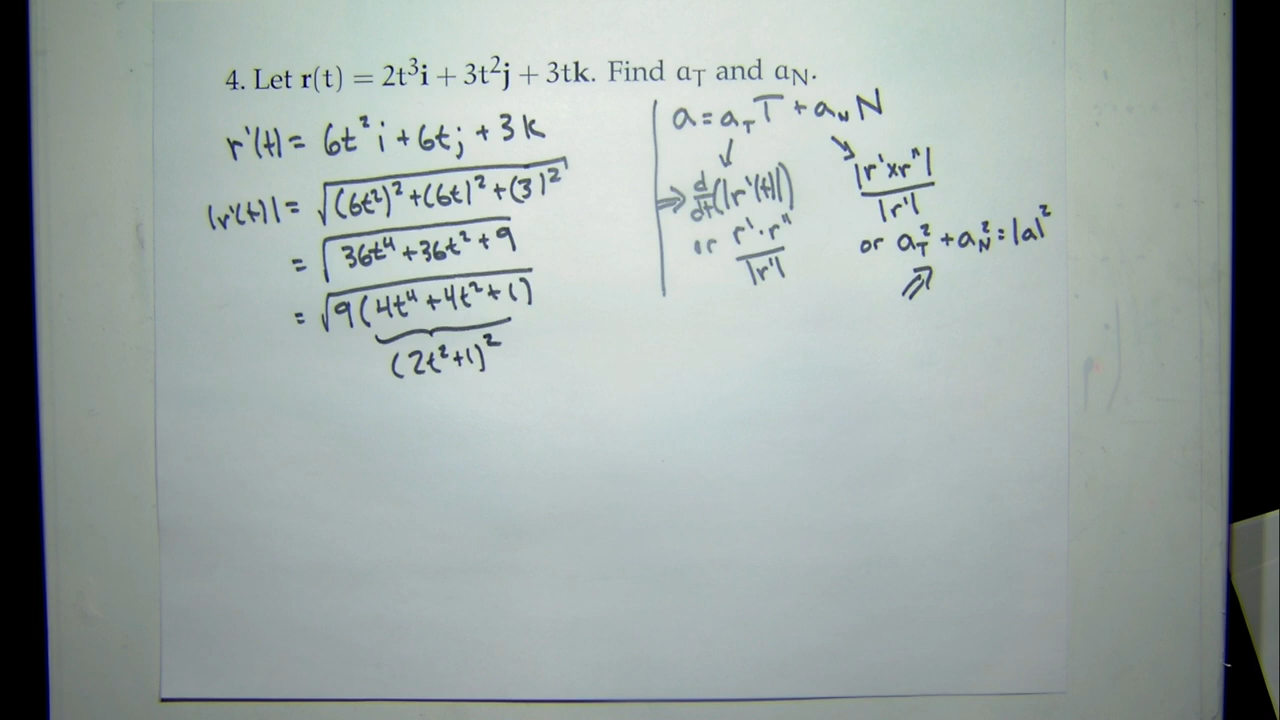 4. Let r(t) = 2t³i + 3t²j + 3tk. Find a_T and a_N.
r'(t) = 6t² i + 6t j + 3 k
|r'(t)| = √((6t²)² + (6t)² + (3)²)
= √(36t⁴ + 36t² + 9)
= √(9(4t⁴ + 4t² + 1))
(2t²+1)²
a = a_T T + a_N N
↓ ↘
⇒ d/dt(|r'(t)|)
or r'·r''/|r'|
|r'×r''|/|r'|
or a_T² + a_N² = |a|²
⇗